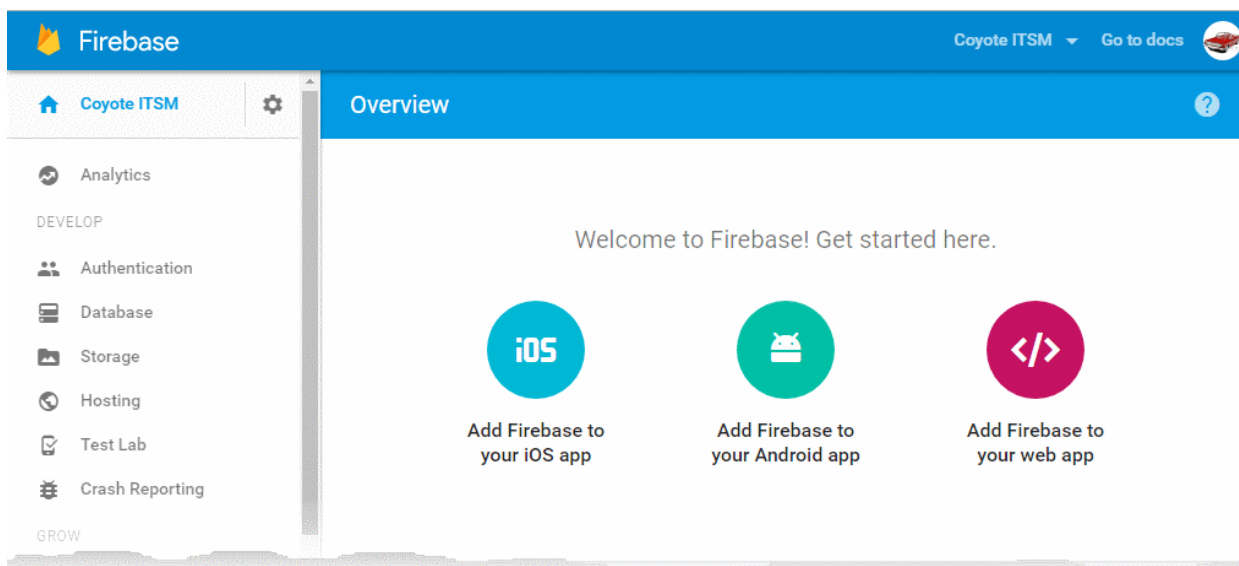 Firebase
Coyote ITSM
Go to docs
Coyote ITSM
Overview
Analytics
DEVELOP
Authentication
Database
Storage
Hosting
Test Lab
Crash Reporting
GROW
Welcome to Firebase! Get started here.
iOS
</>
Add Firebase to
your iOS app
Add Firebase to
your Android app
Add Firebase to
your web app